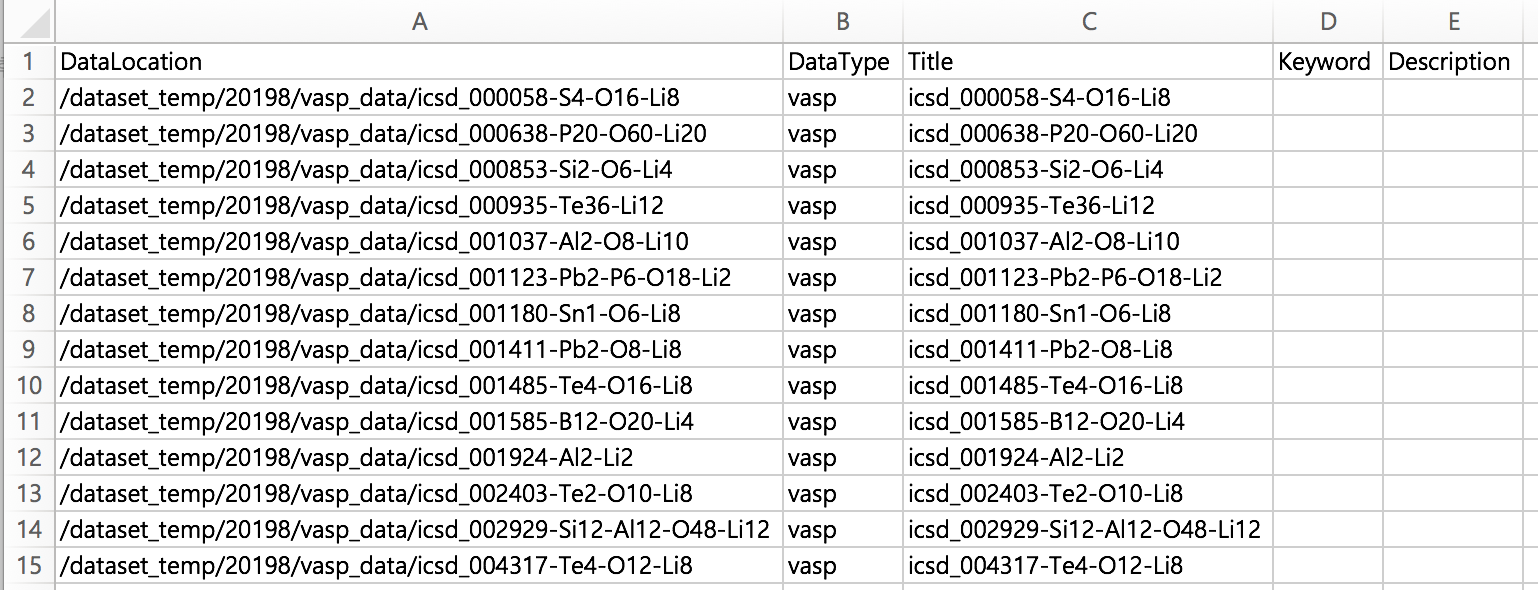 A B C D E
1 DataLocation DataType Title Keyword Description
2 /dataset_temp/20198/vasp_data/icsd_000058-S4-O16-Li8 vasp icsd_000058-S4-O16-Li8
3 /dataset_temp/20198/vasp_data/icsd_000638-P20-O60-Li20 vasp icsd_000638-P20-O60-Li20
4 /dataset_temp/20198/vasp_data/icsd_000853-Si2-O6-Li4 vasp icsd_000853-Si2-O6-Li4
5 /dataset_temp/20198/vasp_data/icsd_000935-Te36-Li12 vasp icsd_000935-Te36-Li12
6 /dataset_temp/20198/vasp_data/icsd_001037-Al2-O8-Li10 vasp icsd_001037-Al2-O8-Li10
7 /dataset_temp/20198/vasp_data/icsd_001123-Pb2-P6-O18-Li2 vasp icsd_001123-Pb2-P6-O18-Li2
8 /dataset_temp/20198/vasp_data/icsd_001180-Sn1-O6-Li8 vasp icsd_001180-Sn1-O6-Li8
9 /dataset_temp/20198/vasp_data/icsd_001411-Pb2-O8-Li8 vasp icsd_001411-Pb2-O8-Li8
10 /dataset_temp/20198/vasp_data/icsd_001485-Te4-O16-Li8 vasp icsd_001485-Te4-O16-Li8
11 /dataset_temp/20198/vasp_data/icsd_001585-B12-O20-Li4 vasp icsd_001585-B12-O20-Li4
12 /dataset_temp/20198/vasp_data/icsd_001924-Al2-Li2 vasp icsd_001924-Al2-Li2
13 /dataset_temp/20198/vasp_data/icsd_002403-Te2-O10-Li8 vasp icsd_002403-Te2-O10-Li8
14 /dataset_temp/20198/vasp_data/icsd_002929-Si12-Al12-O48-Li12 vasp icsd_002929-Si12-Al12-O48-Li12
15 /dataset_temp/20198/vasp_data/icsd_004317-Te4-O12-Li8 vasp icsd_004317-Te4-O12-Li8